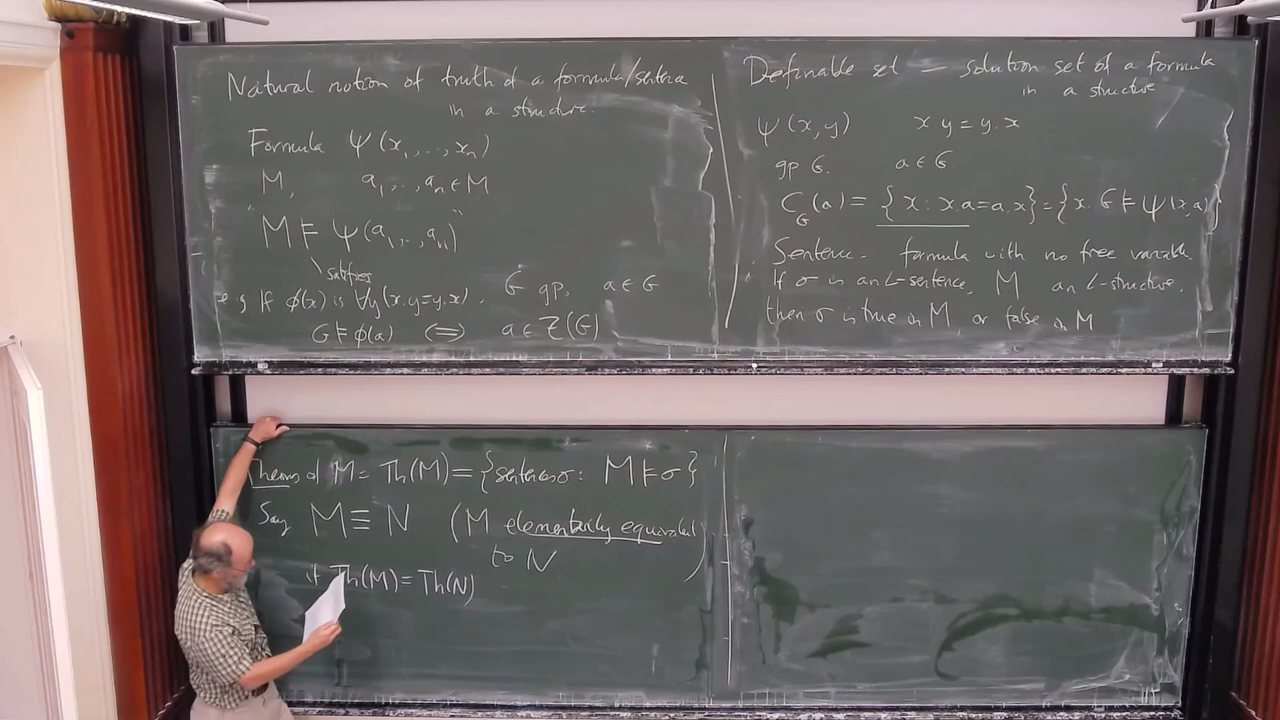 Natural notion of truth of a formula/sentence
in a structure.
Formula ψ(x₁,...,xₙ)
M, a₁,...,aₙ ∈ M
"M ⊨ ψ(a₁,...,aₙ)"
satisfies
e.g. If φ(x) is ∀y(x.y=y.x). G gp, a ∈ G
G ⊨ φ(a) ⟺ a ∈ Z(G)
Definable set — solution set of a formula
in a structure
ψ(x,y) x.y = y.x
gp G. a ∈ G.
C_G(a) = {x: x.a = a.x} = {x: G ⊨ ψ(x,a)}
Sentence - formula with no free variable
If σ is an L-sentence, M an L-structure,
then σ is true in M, or false in M
Theory of M = Th(M) = {sentences σ: M ⊨ σ}
Say M ≡ N (M elementarily equivalent
to N)
if Th(M) = Th(N)